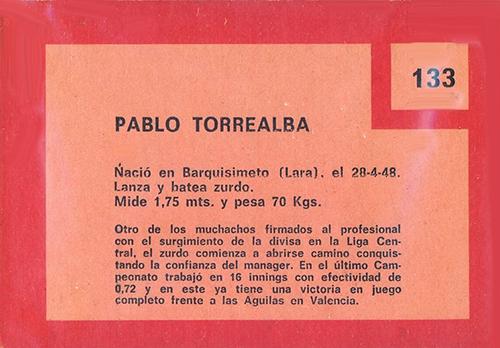 133
PABLO TORREALBA
Nació en Barquisimeto (Lara), el 28-4-48.
Lanza y batea zurdo.
Mide 1,75 mts. y pesa 70 Kgs.
Otro de los muchachos firmados al profesional
con el surgimiento de la divisa en la Liga Cen-
tral, el zurdo comienza a abrirse camino conquis-
tando la confianza del manager. En el último Cam-
peonato trabajó en 16 innings con efectividad de
0,72 y en este ya tiene una victoria en juego
completo frente a las Aguilas en Valencia.